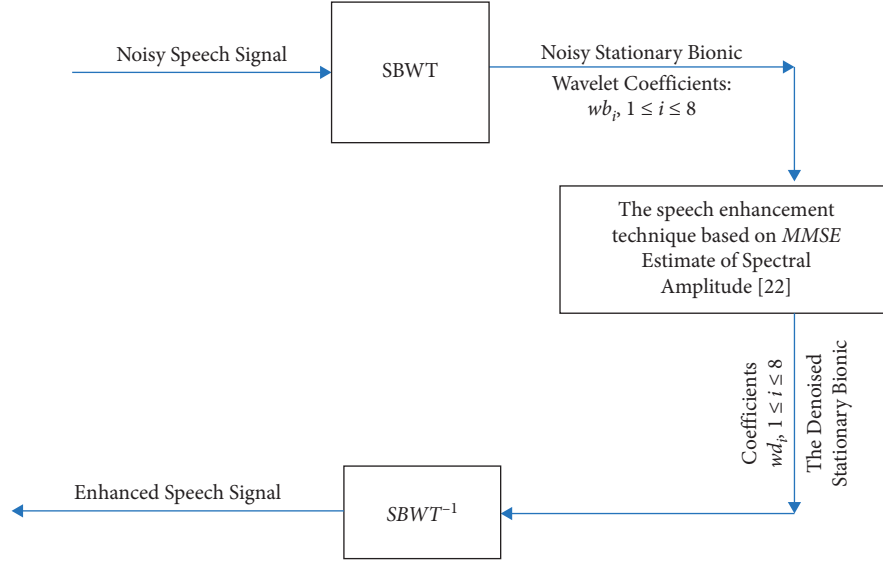 Noisy Speech Signal
SBWT
Noisy Stationary Bionic
Wavelet Coefficients:
wb_i, 1 ≤ i ≤ 8
The speech enhancement
technique based on MMSE
Estimate of Spectral
Amplitude [22]
Coefficients
wd_i, 1 ≤ i ≤ 8
The Denoised
Stationary Bionic
SBWT⁻¹
Enhanced Speech Signal